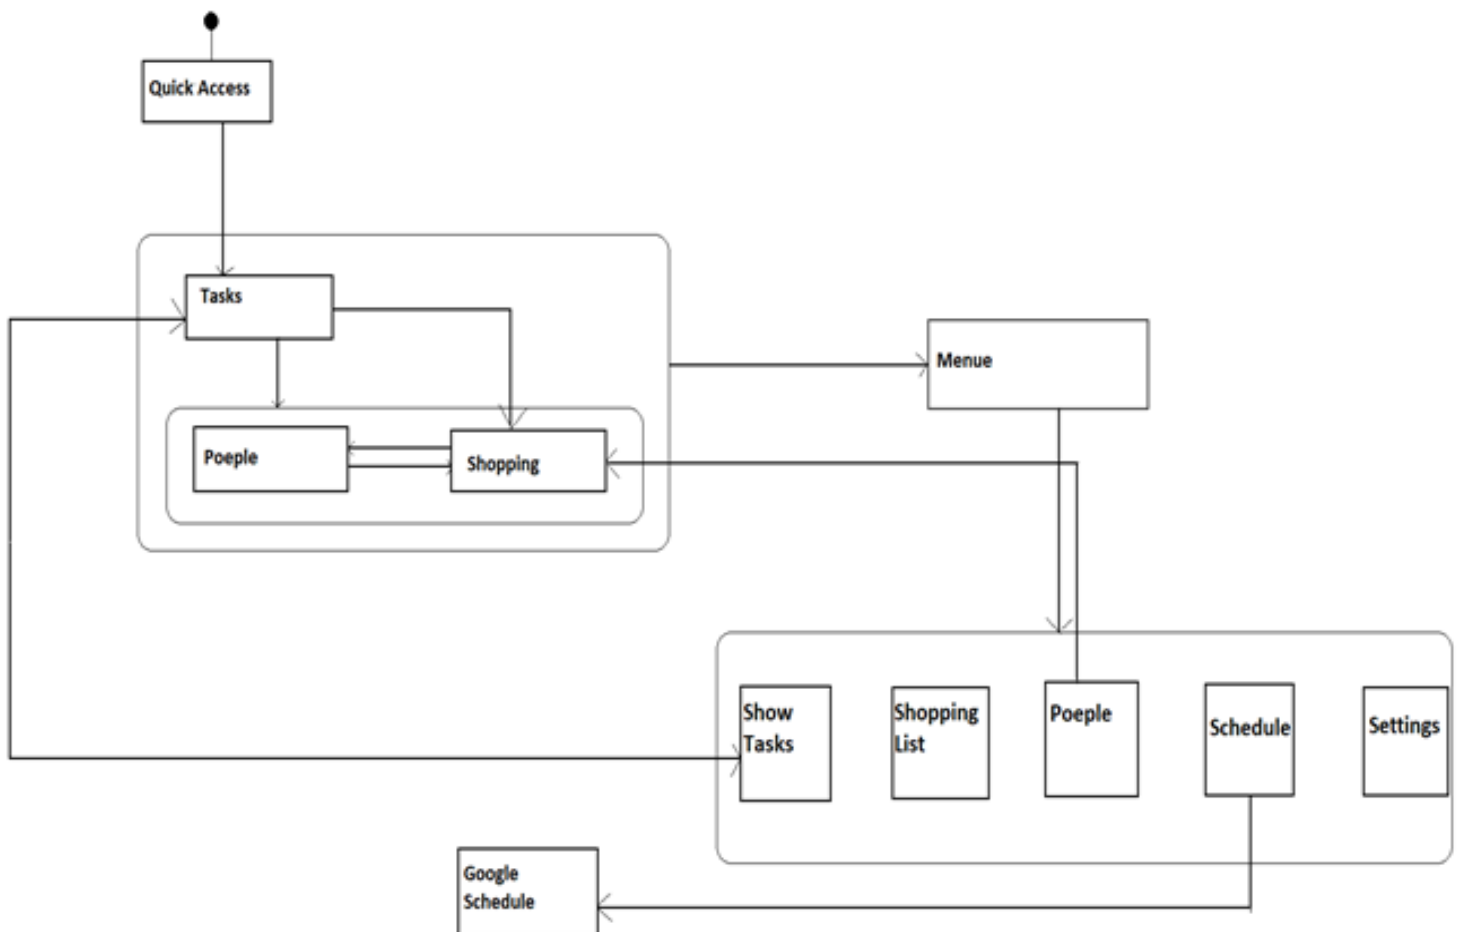 Quick Access
Tasks
Menue
Poeple
Shopping
Show
Tasks
Shopping
List
Poeple
Schedule
Settings
Google
Schedule